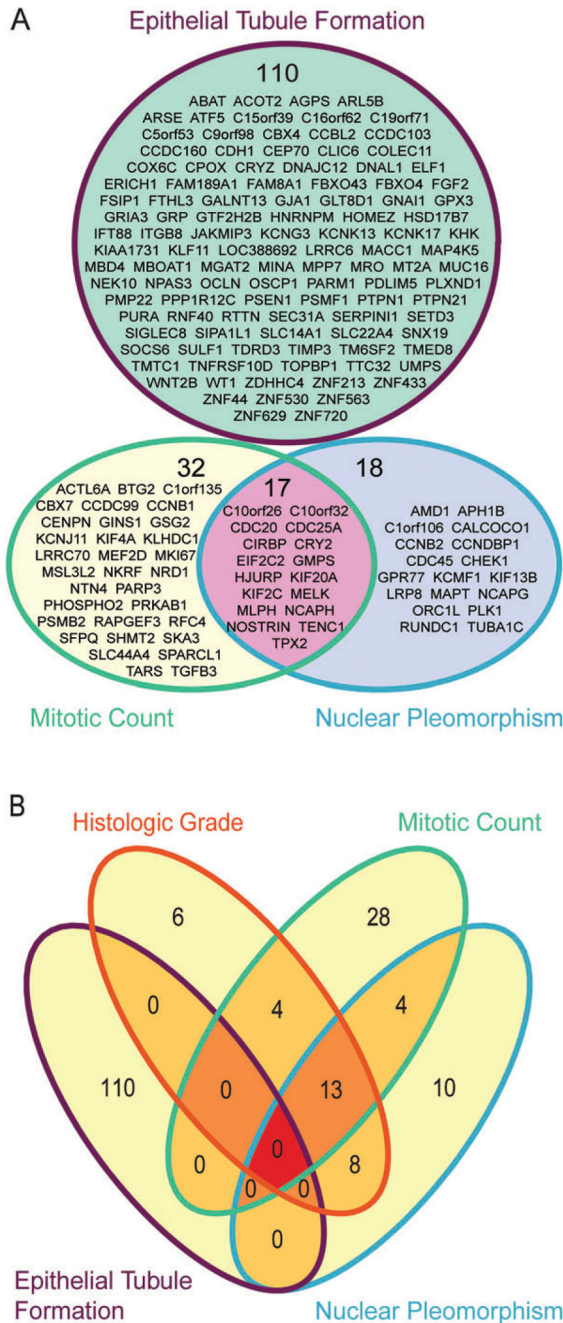 A
Epithelial Tubule Formation
110
ABAT ACOT2 AGPS ARL5B
ARSE ATF5 C15orf39 C16orf62 C19orf71
C5orf53 C9orf98 CBX4 CCBL2 CCDC103
CCDC160 CDH1 CEP70 CLIC6 COLEC11
COX6C CPOX CRYZ DNAJC12 DNAL1 ELF1
ERICH1 FAM189A1 FAM8A1 FBXO43 FBXO4 FGF2
FSIP1 FTHL3 GALNT13 GJA1 GLT8D1 GNAI1 GPX3
GRIA3 GRP GTF2H2B HNRNPM HOMEZ HSD17B7
IFT88 ITGB8 JAKMIP3 KCNG3 KCNK13 KCNK17 KHK
KIAA1731 KLF11 LOC388692 LRRC6 MACC1 MAP4K5
MBD4 MBOAT1 MGAT2 MINA MPP7 MRO MT2A MUC16
NEK10 NPAS3 OCLN OSCP1 PARM1 PDLIM5 PLXND1
PMP22 PPP1R12C PSEN1 PSMF1 PTPN1 PTPN21
PURA RNF40 RTTN SEC31A SERPINI1 SETD3
SIGLEC8 SIPA1L1 SLC14A1 SLC22A4 SNX19
SOCS6 SULF1 TDRD3 TIMP3 TM6SF2 TMED8
TMTC1 TNFRSF10D TOPBP1 TTC32 UMPS
WNT2B WT1 ZDHHC4 ZNF213 ZNF433
ZNF44 ZNF530 ZNF563
ZNF629 ZNF720
32
ACTL6A BTG2 C1orf135
CBX7 CCDC99 CCNB1
CENPN GINS1 GSG2
KCNJ11 KIF4A KLHDC1
LRRC70 MEF2D MKI67
MSL3L2 NKRF NRD1
NTN4 PARP3
PHOSPHO2 PRKAB1
PSMB2 RAPGEF3 RFC4
SFPQ SHMT2 SKA3
SLC44A4 SPARCL1
TARS TGFB3
17
C10orf26 C10orf32
CDC20 CDC25A
CIRBP CRY2
EIF2C2 GMPS
HJURP KIF20A
KIF2C MELK
MLPH NCAPH
NOSTRIN TENC1
TPX2
18
AMD1 APH1B
C1orf106 CALCOCO1
CCNB2 CCNDBP1
CDC45 CHEK1
GPR77 KCMF1 KIF13B
LRP8 MAPT NCAPG
ORC1L PLK1
RUNDC1 TUBA1C
Mitotic Count
Nuclear Pleomorphism
B
Histologic Grade
Mitotic Count
6
28
0
4
4
110
0
13
10
0
0
8
0
0
0
Epithelial Tubule
Formation
Nuclear Pleomorphism